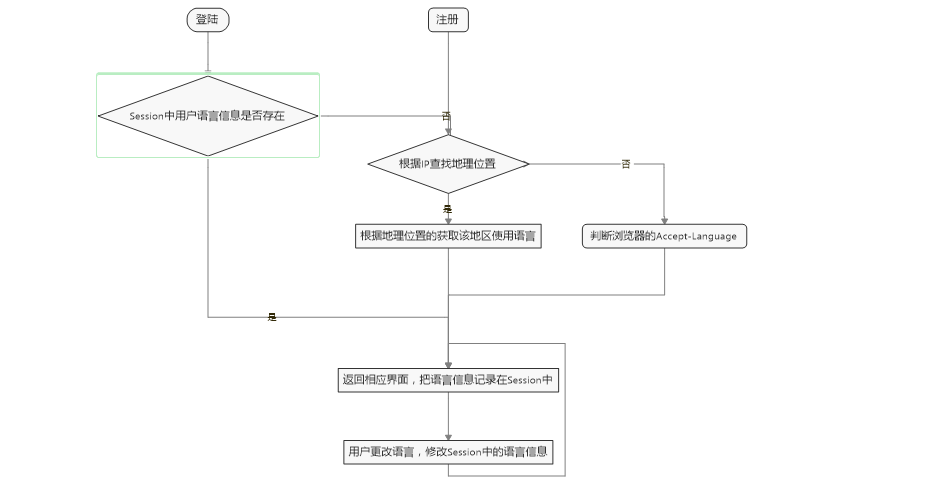 登陆
注册
Session中用户语言信息是否存在
否
根据IP查找地理位置
否
是
根据地理位置的获取该地区使用语言
判断浏览器的Accept-Language
是
返回相应界面，把语言信息记录在Session中
用户更改语言，修改Session中的语言信息